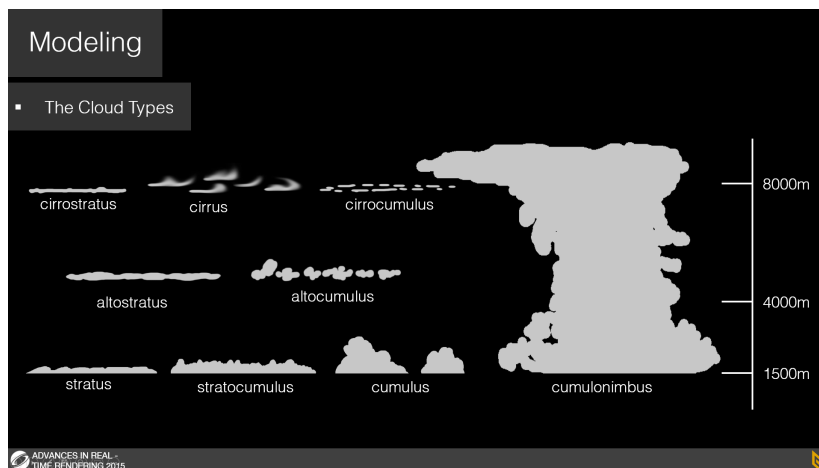 Modeling
▪ The Cloud Types
cirrostratus
cirrus
cirrocumulus
8000m
altostratus
altocumulus
4000m
stratus
stratocumulus
cumulus
cumulonimbus
1500m
ADVANCES IN REAL-
TIME RENDERING 2015